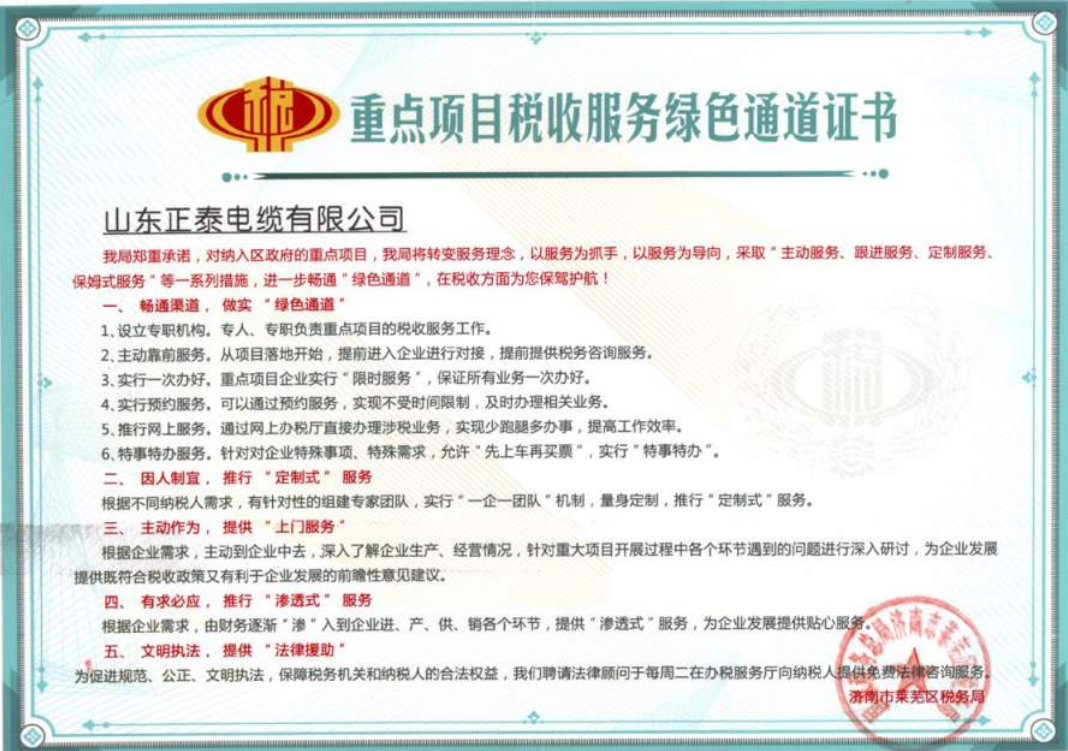 税
重点项目税收服务绿色通道证书
山东正泰电缆有限公司
我局郑重承诺，对纳入区政府的重点项目，我局将转变服务理念，以服务为抓手，以服务为导向，采取“主动服务、跟进服务、定制服务、
保姆式服务”等一系列措施，进一步畅通“绿色通道”，在税收方面为您保驾护航！
一、 畅通渠道， 做实 “绿色通道”
1、设立专职机构。专人、专职负责重点项目的税收服务工作。
2、主动靠前服务。从项目落地开始，提前进入企业进行对接，提前提供税务咨询服务。
3、实行一次办好。重点项目企业实行“限时服务”，保证所有业务一次办好。
4、实行预约服务。可以通过预约服务，实现不受时间限制，及时办理相关业务。
5、推行网上服务。通过网上办税厅直接办理涉税业务，实现少跑腿多办事，提高工作效率。
6、特事特办服务。针对对企业特殊事项、特殊需求，允许“先上车再买票”，实行“特事特办”。
二、 因人制宜， 推行 “定制式” 服务
根据不同纳税人需求，有针对性的组建专家团队，实行“一企一团队”机制，量身定制，推行“定制式”服务。
三、 主动作为， 提供 “上门服务”
根据企业需求，主动到企业中去，深入了解企业生产、经营情况，针对重大项目开展过程中各个环节遇到的问题进行深入研讨，为企业发展
提供既符合税收政策又有利于企业发展的前瞻性意见建议。
四、 有求必应， 推行 “渗透式” 服务
根据企业需求，由财务逐渐“渗”入到企业进、产、供、销各个环节，提供“渗透式”服务，为企业发展提供贴心服务。
五、 文明执法， 提供 “法律援助”
为促进规范、公正、文明执法，保障税务机关和纳税人的合法权益，我们聘请法律顾问于每周二在办税服务厅向纳税人提供免费法律咨询服务。
济南市莱芜区税务局